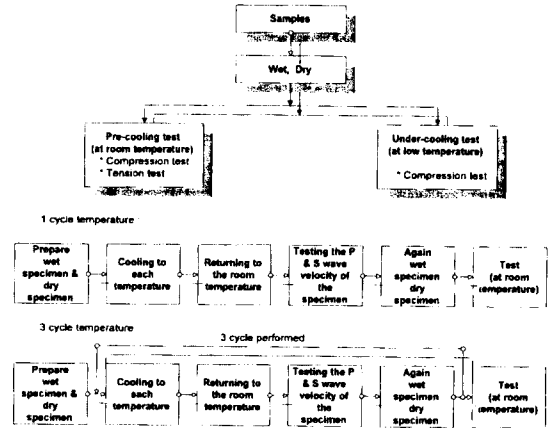 Samples
Wet, Dry
Pre-cooling test
(at room temperature)
* Compression test
* Tension test
Under-cooling test
(at low temperature)
* Compression test
1 cycle temperature
Prepare
wet
specimen &
dry
specimen
Cooling to
each
temperature
Returning to
the room
temperature
Testing the P
& S wave
velocity of
the
specimen
Again
wet
specimen
dry
specimen
Test
(at room
temperature)
3 cycle temperature
3 cycle performed
Prepare
wet
specimen &
dry
specimen
Cooling to
each
temperature
Returning to
the room
temperature
Testing the P
& S wave
velocity of
the
specimen
Again
wet
specimen
dry
specimen
Test
(at room
temperature)